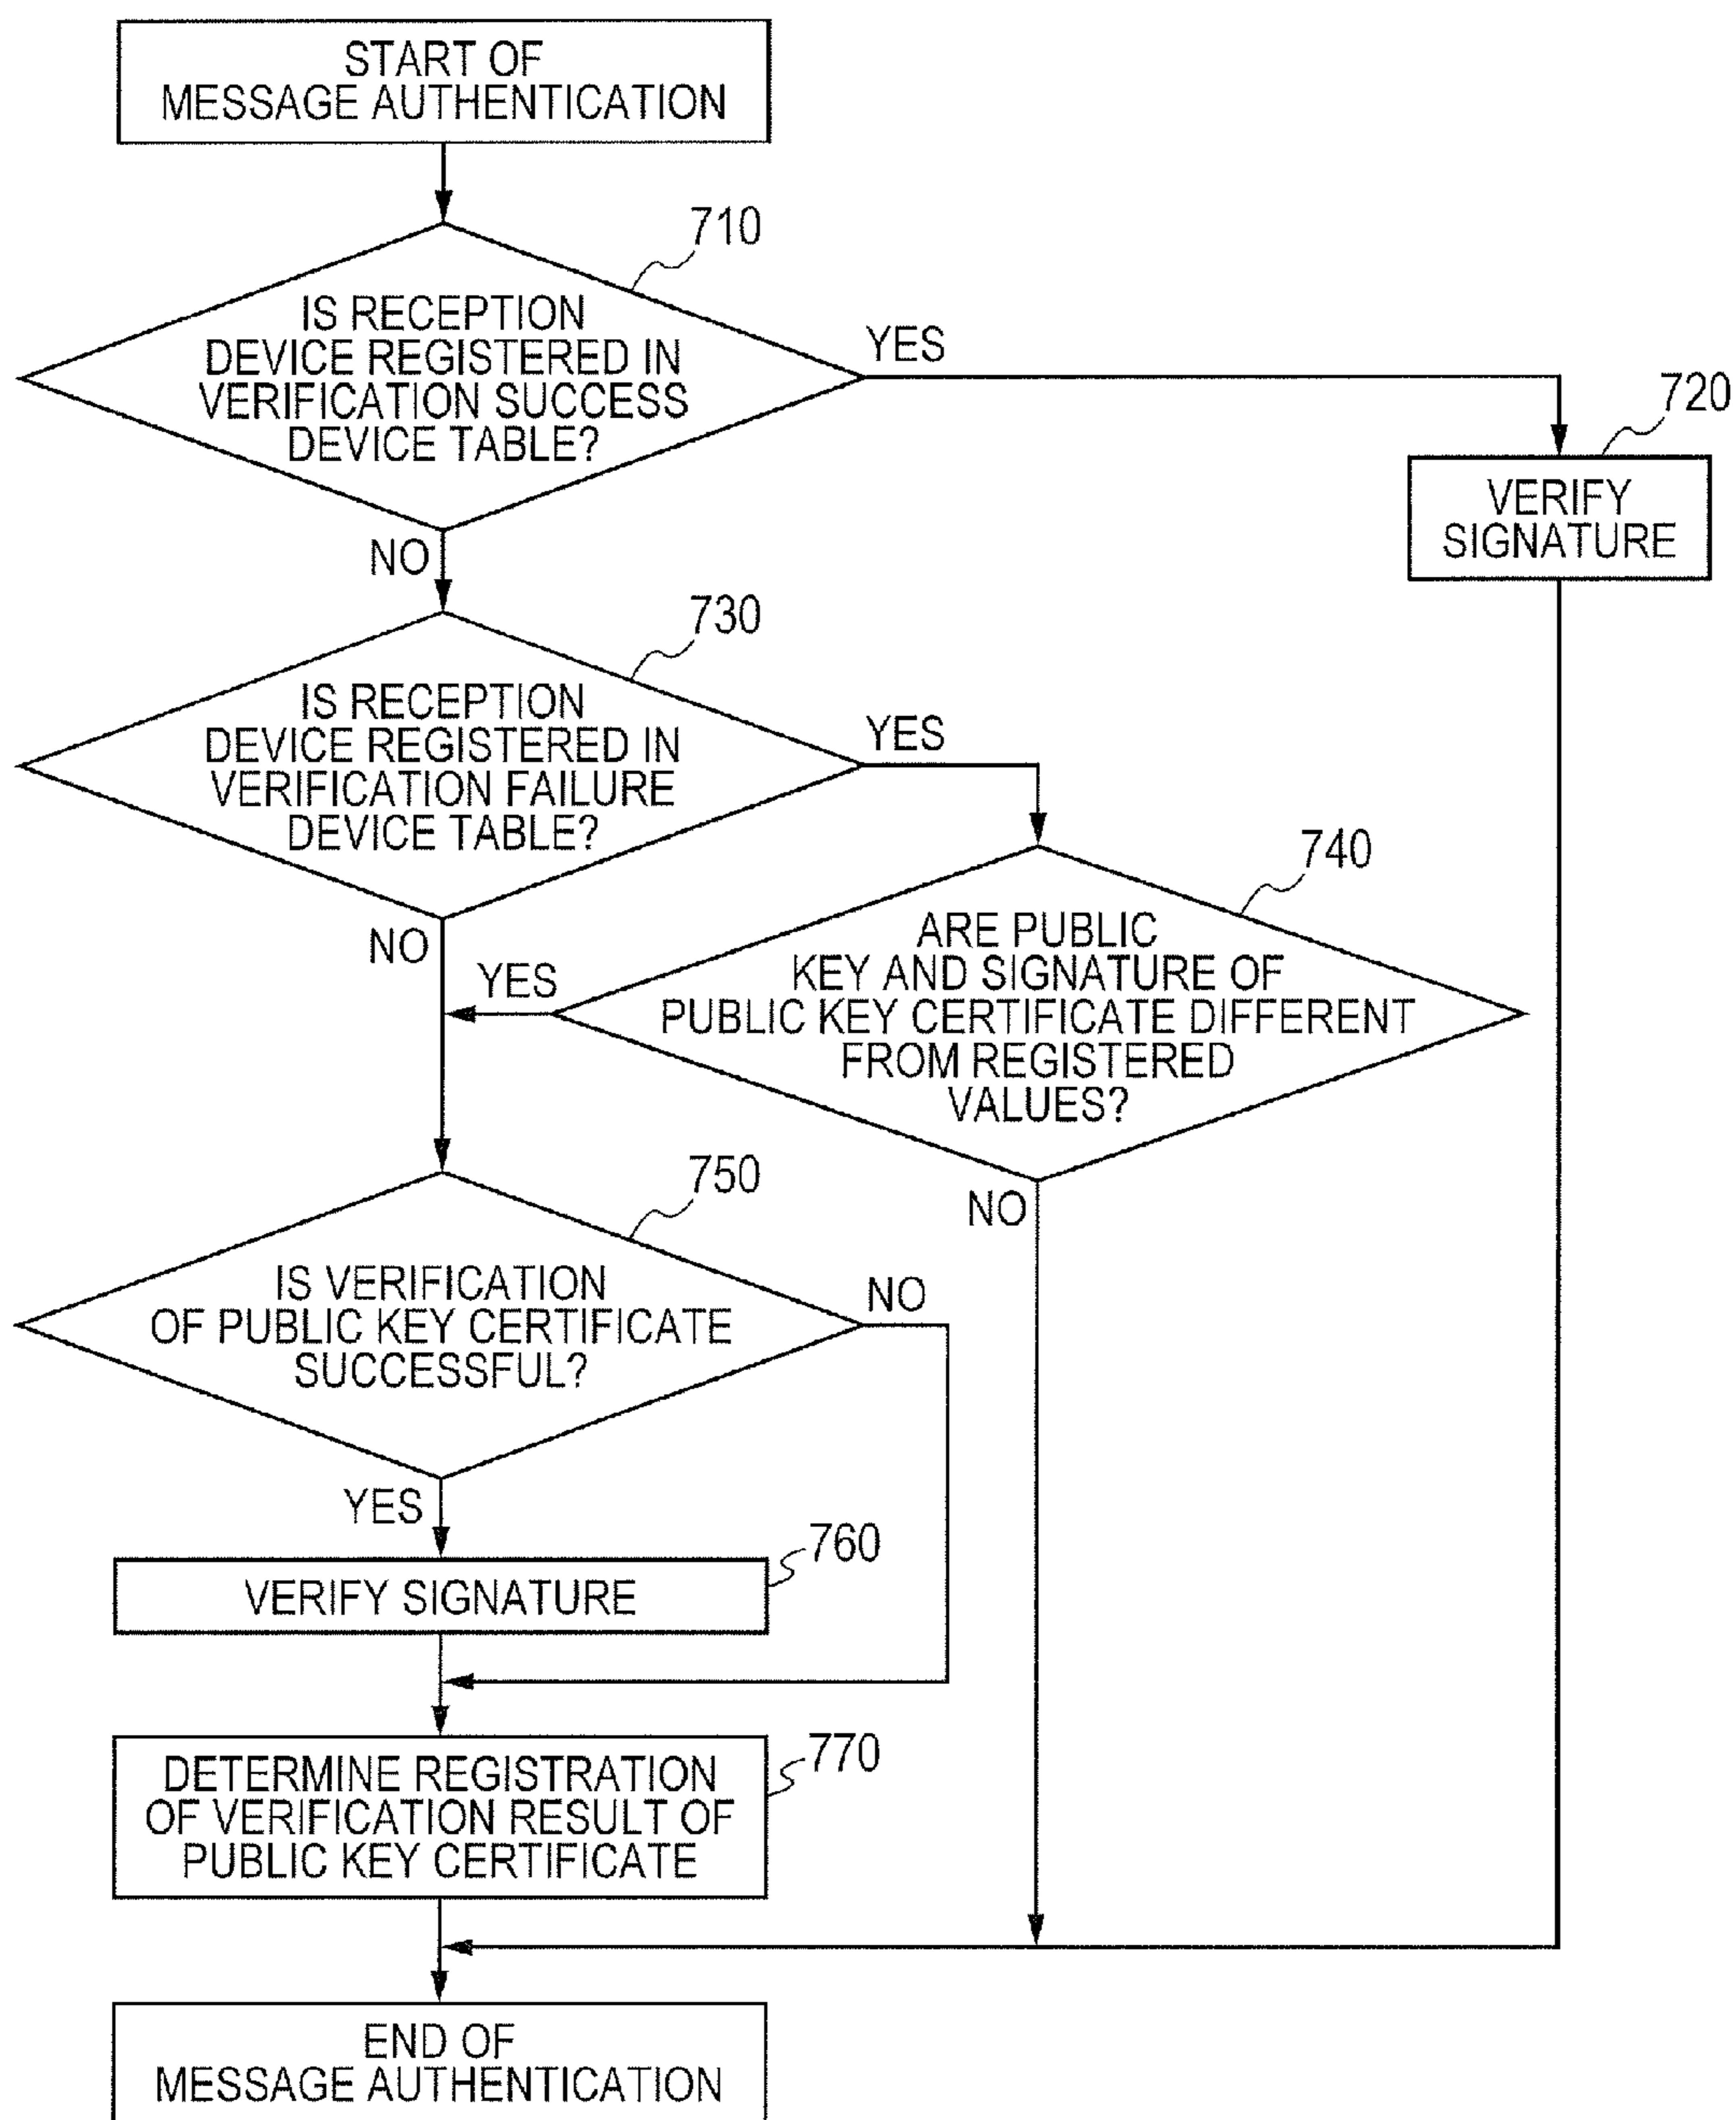 START OF
MESSAGE AUTHENTICATION
710
IS RECEPTION
DEVICE REGISTERED IN
VERIFICATION SUCCESS
DEVICE TABLE?
YES
NO
720
VERIFY
SIGNATURE
730
IS RECEPTION
DEVICE REGISTERED IN
VERIFICATION FAILURE
DEVICE TABLE?
YES
NO
740
ARE PUBLIC
KEY AND SIGNATURE OF
PUBLIC KEY CERTIFICATE DIFFERENT
FROM REGISTERED
VALUES?
YES
NO
750
IS VERIFICATION
OF PUBLIC KEY CERTIFICATE
SUCCESSFUL?
NO
YES
760
VERIFY SIGNATURE
770
DETERMINE REGISTRATION
OF VERIFICATION RESULT OF
PUBLIC KEY CERTIFICATE
END OF
MESSAGE AUTHENTICATION